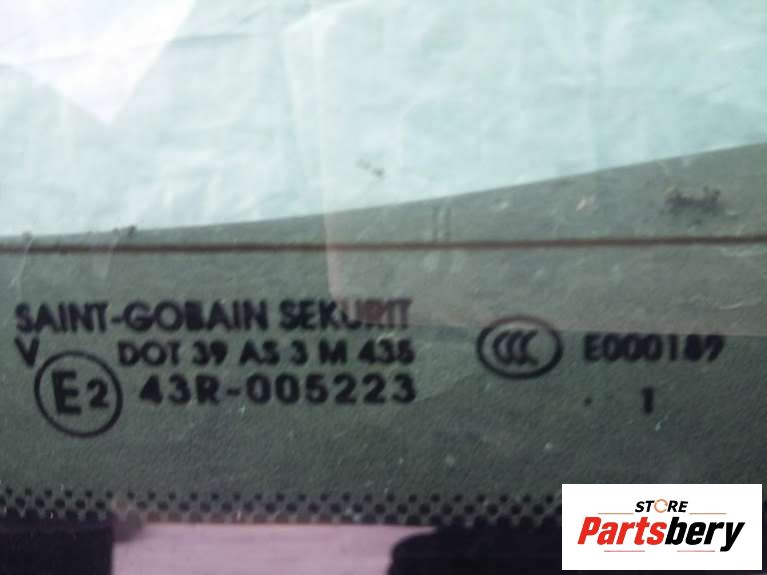 SAINT-GOBAIN SEKURIT
V DOT 39 AS 3 M 435
E2 43R-005223
CCC E000189
. 1
STORE
Partsbery